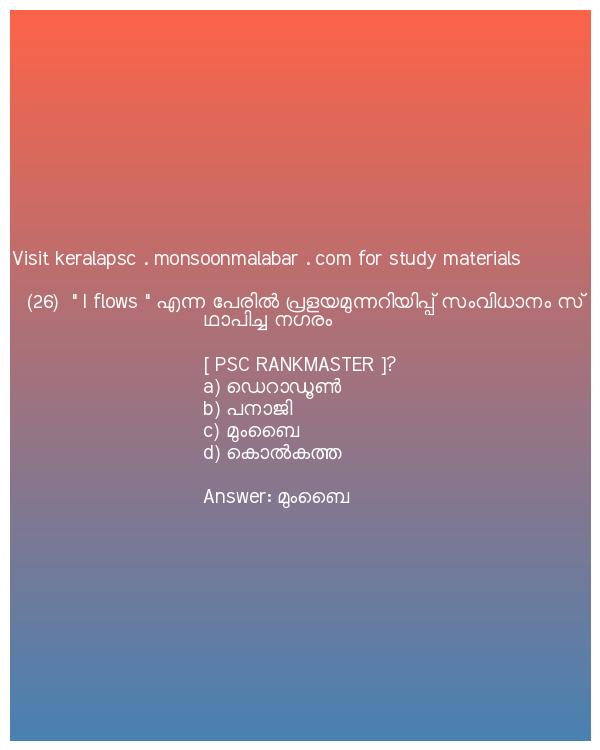 Visit keralapsc . monsoonmalabar . com for study materials
(26) " I flows " എന്ന പേരിൽ പ്രളയമുന്നറിയിപ്പ് സംവിധാനം സ്
ഥാപിച്ച നഗരം
[ PSC RANKMASTER ]?
a) ഡെറാഡൂൺ
b) പനാജി
c) മുംബൈ
d) കൊൽകത്ത
Answer: മുംബൈ